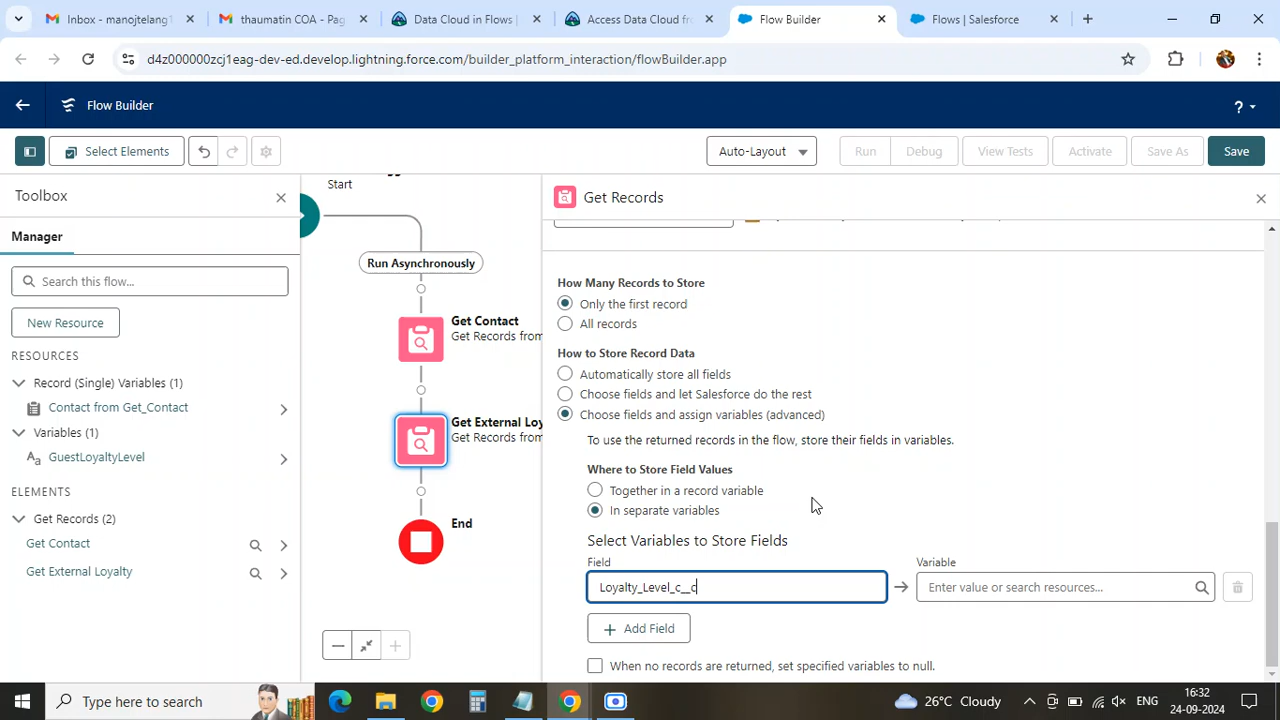 Inbox - manojtelang1
thaumatin COA - Pag
Data Cloud in Flows |
Access Data Cloud fro
Flow Builder
Flows | Salesforce
d4z000000zcj1eag-dev-ed.develop.lightning.force.com/builder_platform_interaction/flowBuilder.app
Flow Builder
?
Select Elements
Auto-Layout
Run
Debug
View Tests
Activate
Save As
Save
Toolbox
Manager
Search this flow...
New Resource
RESOURCES
Record (Single) Variables (1)
Contact from Get_Contact
Variables (1)
Aa GuestLoyaltyLevel
ELEMENTS
Get Records (2)
Get Contact
Get External Loyalty
Start
Run Asynchronously
Get Contact
Get Records from
Get External Loy
Get Records from
End
Get Records
How Many Records to Store
Only the first record
All records
How to Store Record Data
Automatically store all fields
Choose fields and let Salesforce do the rest
Choose fields and assign variables (advanced)
To use the returned records in the flow, store their fields in variables.
Where to Store Field Values
Together in a record variable
In separate variables
Select Variables to Store Fields
Field
Variable
Loyalty_Level_c__c
Enter value or search resources...
+ Add Field
When no records are returned, set specified variables to null.
Type here to search
26°C Cloudy
ENG
16:32
24-09-2024